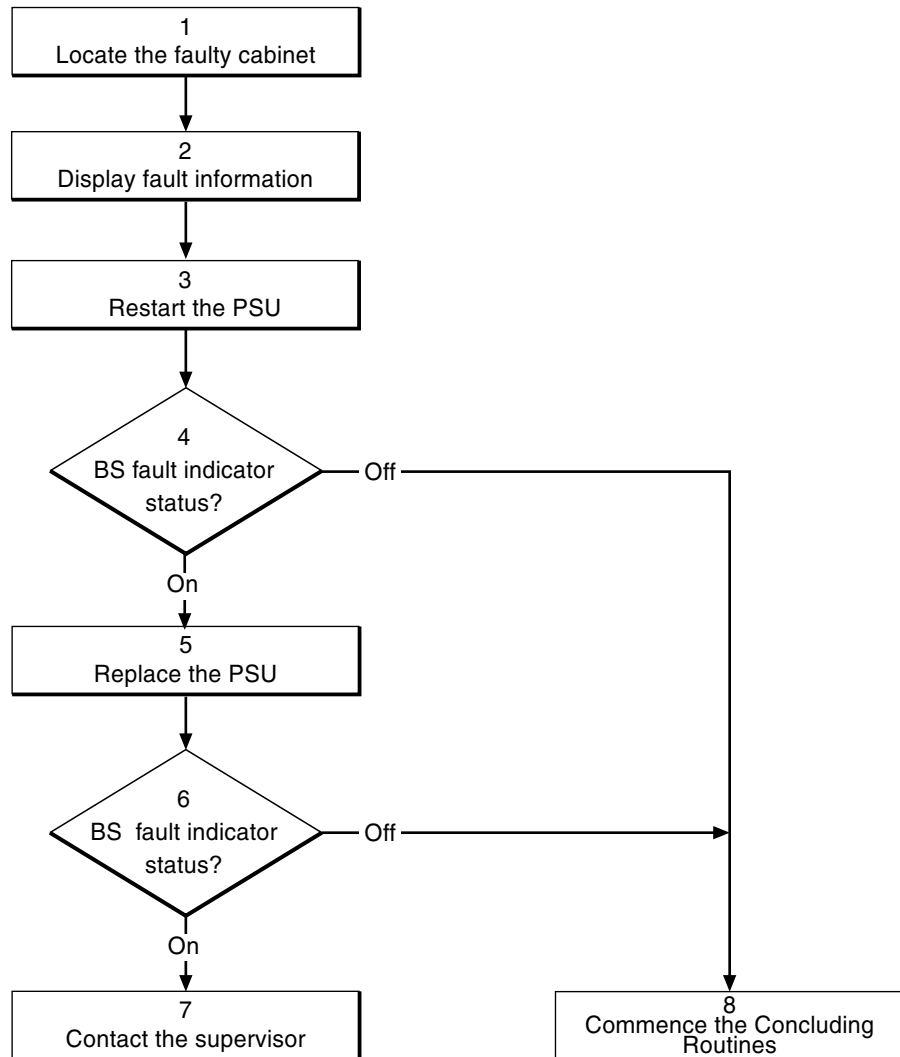 1
Locate the faulty cabinet
2
Display fault information
3
Restart the PSU
4
BS fault indicator
status?
Off
On
5
Replace the PSU
6
BS fault indicator
status?
Off
On
7
Contact the supervisor
8
Commence the Concluding
Routines